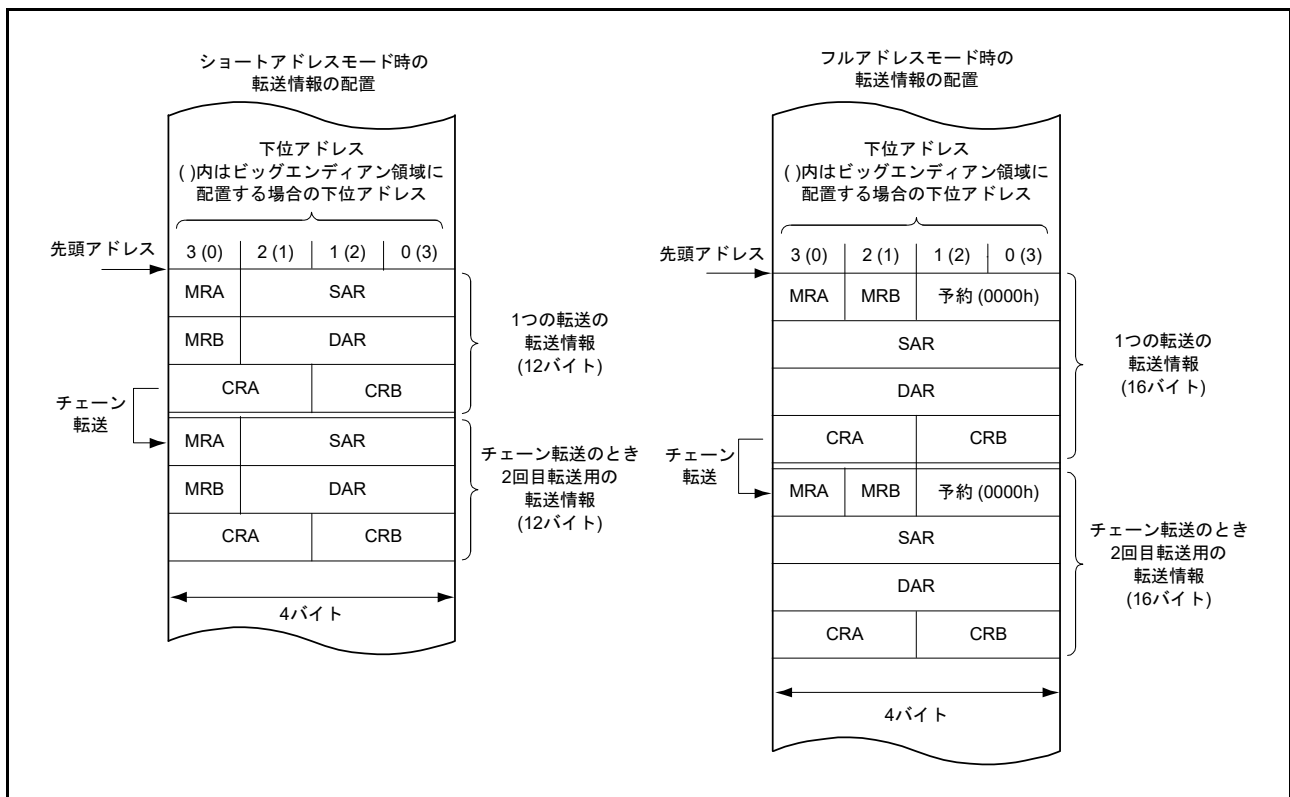 ショートアドレスモード時の
転送情報の配置
下位アドレス
( )内はビッグエンディアン領域に
配置する場合の下位アドレス
先頭アドレス
3 (0) 2 (1) 1 (2) 0 (3)
MRA SAR
MRB DAR
CRA CRB
1つの転送の
転送情報
(12バイト)
チェーン
転送
MRA SAR
MRB DAR
CRA CRB
チェーン転送のとき
2回目転送用の
転送情報
(12バイト)
4バイト
フルアドレスモード時の
転送情報の配置
下位アドレス
( )内はビッグエンディアン領域に
配置する場合の下位アドレス
先頭アドレス
3 (0) 2 (1) 1 (2) 0 (3)
MRA MRB 予約 (0000h)
SAR
DAR
CRA CRB
1つの転送の
転送情報
(16バイト)
チェーン
転送
MRA MRB 予約 (0000h)
SAR
DAR
CRA CRB
チェーン転送のとき
2回目転送用の
転送情報
(16バイト)
4バイト